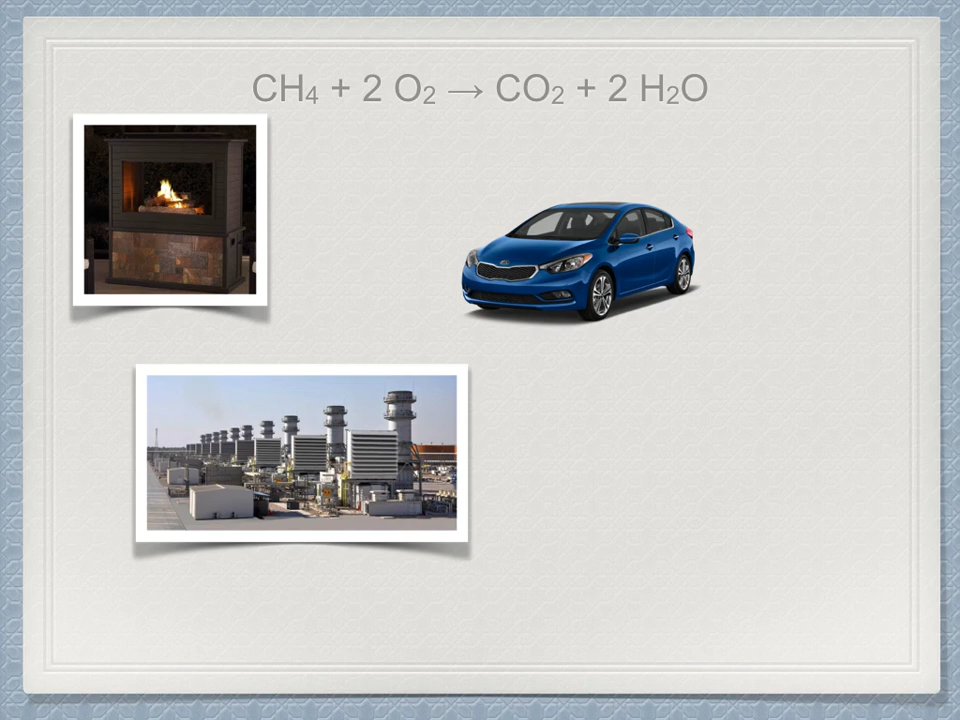 CH₄ + 2 O₂ → CO₂ + 2 H₂O